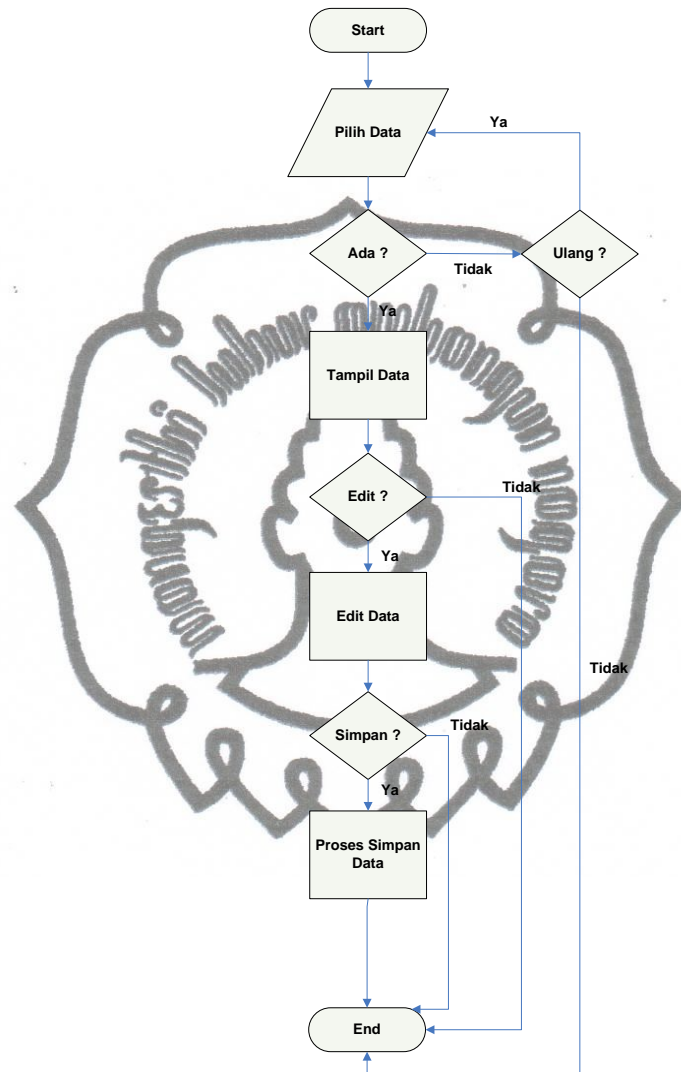 Start
Pilih Data
Ya
Ada ?
Tidak
Ulang ?
Ya
Tampil Data
Edit ?
Tidak
Ya
Edit Data
Tidak
Simpan ?
Tidak
Ya
Proses Simpan
Data
End